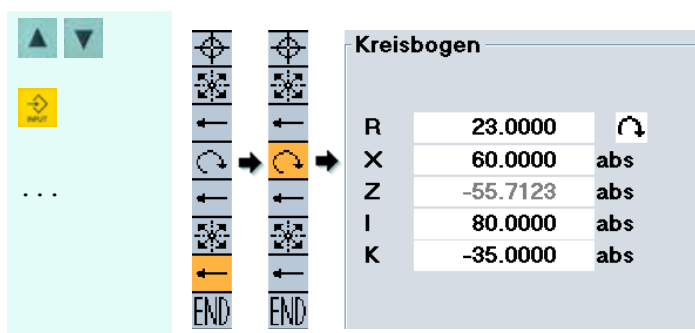 Kreisbogen
INPUT
R 23.0000
X 60.0000 abs
Z -55.7123 abs
. . .
I 80.0000 abs
K -35.0000 abs
END END